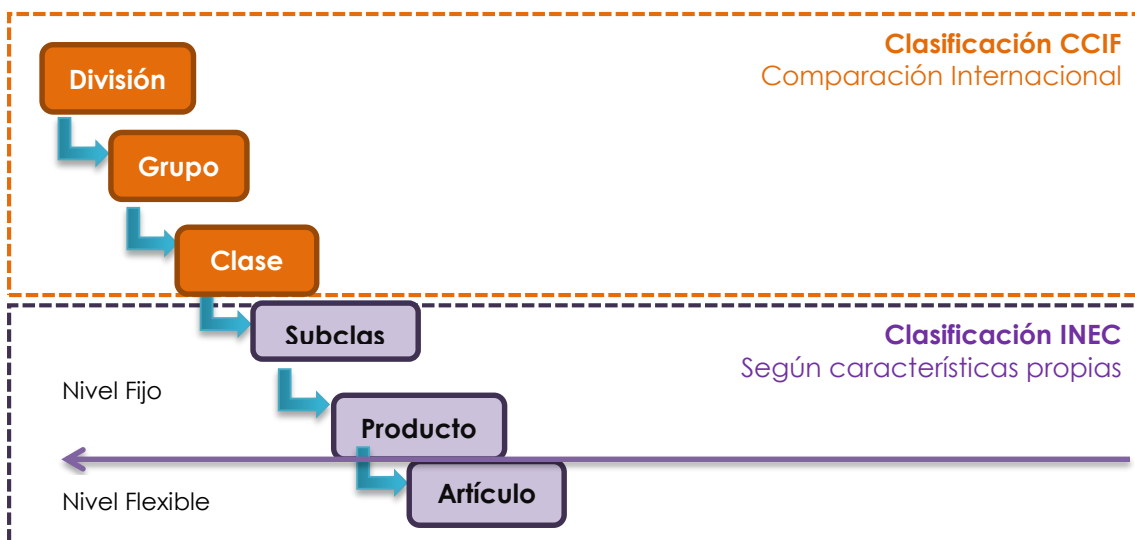 Clasificación CCIF
Comparación Internacional
División
Grupo
Clase
Subclas
Clasificación INEC
Según características propias
Nivel Fijo
Producto
Artículo
Nivel Flexible